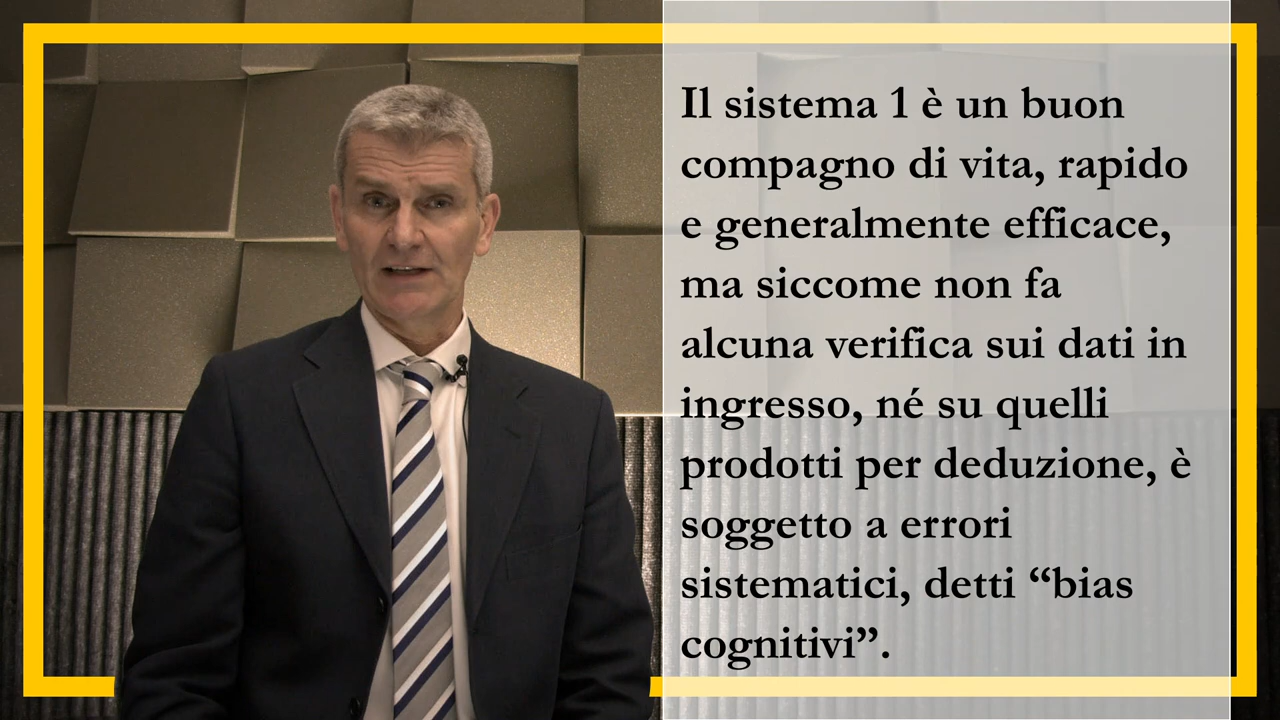 Il sistema 1 è un buon
compagno di vita, rapido
e generalmente efficace,
ma siccome non fa
alcuna verifica sui dati in
ingresso, né su quelli
prodotti per deduzione, è
soggetto a errori
sistematici, detti “bias
cognitivi”.